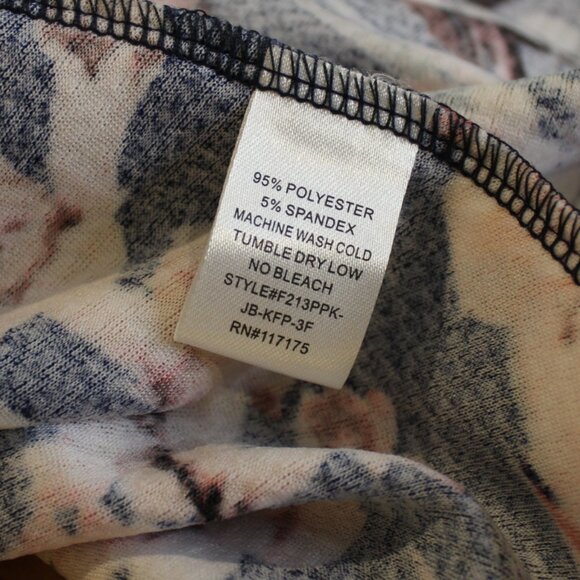 95% POLYESTER
5% SPANDEX
MACHINE WASH COLD
TUMBLE DRY LOW
NO BLEACH
STYLE#F213PPK-
JB-KFP-3F
RN#117175